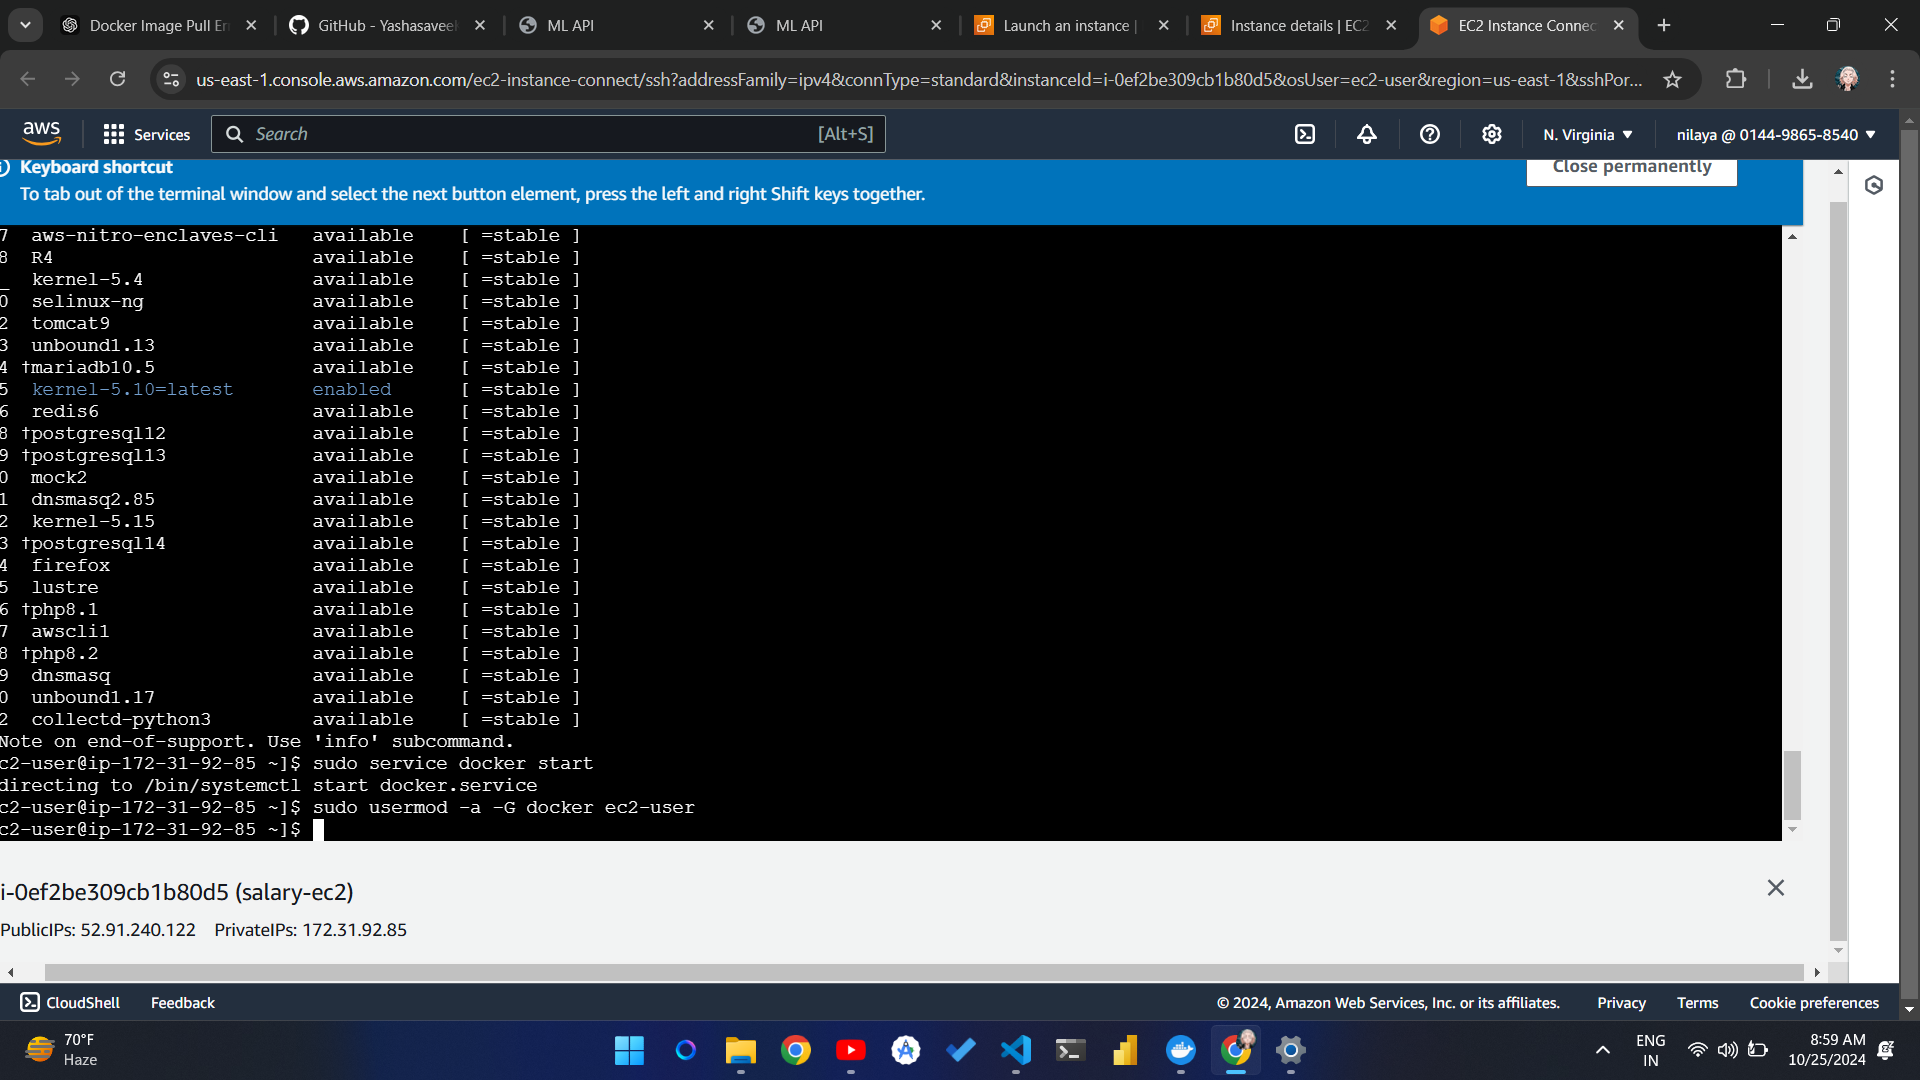 Docker Image Pull Er
GitHub - Yashasavee
ML API
ML API
Launch an instance |
Instance details | EC2
EC2 Instance Connec
us-east-1.console.aws.amazon.com/ec2-instance-connect/ssh?addressFamily=ipv4&connType=standard&instanceId=i-0ef2be309cb1b80d5&osUser=ec2-user&region=us-east-1&sshPor...
aws
Services
Search
[Alt+S]
N. Virginia
nilaya @ 0144-9865-8540
Keyboard shortcut
Close permanently
To tab out of the terminal window and select the next button element, press the left and right Shift keys together.
7 aws-nitro-enclaves-cli available [ =stable ]
8 R4 available [ =stable ]
_ kernel-5.4 available [ =stable ]
0 selinux-ng available [ =stable ]
2 tomcat9 available [ =stable ]
3 unbound1.13 available [ =stable ]
4 †mariadb10.5 available [ =stable ]
5 kernel-5.10=latest enabled [ =stable ]
6 redis6 available [ =stable ]
8 †postgresql12 available [ =stable ]
9 †postgresql13 available [ =stable ]
0 mock2 available [ =stable ]
1 dnsmasq2.85 available [ =stable ]
2 kernel-5.15 available [ =stable ]
3 †postgresql14 available [ =stable ]
4 firefox available [ =stable ]
5 lustre available [ =stable ]
6 †php8.1 available [ =stable ]
7 awscli1 available [ =stable ]
8 †php8.2 available [ =stable ]
9 dnsmasq available [ =stable ]
0 unbound1.17 available [ =stable ]
2 collectd-python3 available [ =stable ]
Note on end-of-support. Use 'info' subcommand.
c2-user@ip-172-31-92-85 ~]$ sudo service docker start
directing to /bin/systemctl start docker.service
c2-user@ip-172-31-92-85 ~]$ sudo usermod -a -G docker ec2-user
c2-user@ip-172-31-92-85 ~]$
i-0ef2be309cb1b80d5 (salary-ec2)
PublicIPs: 52.91.240.122 PrivateIPs: 172.31.92.85
CloudShell
Feedback
© 2024, Amazon Web Services, Inc. or its affiliates.
Privacy
Terms
Cookie preferences
70°F
Haze
ENG
IN
8:59 AM
10/25/2024